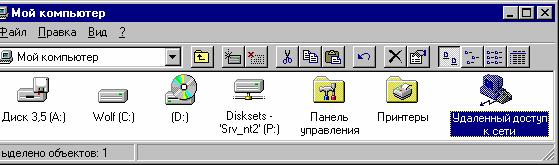 Мой компьютер
Файл Правка Вид ?
Мой компьютер
Диск 3,5 (A:)
Wolf (C:)
(D:)
Disksets -
'Srv_nt2' (P:)
Панель
управления
Принтеры
Удаленный доступ
к сети
ыделено объектов: 1